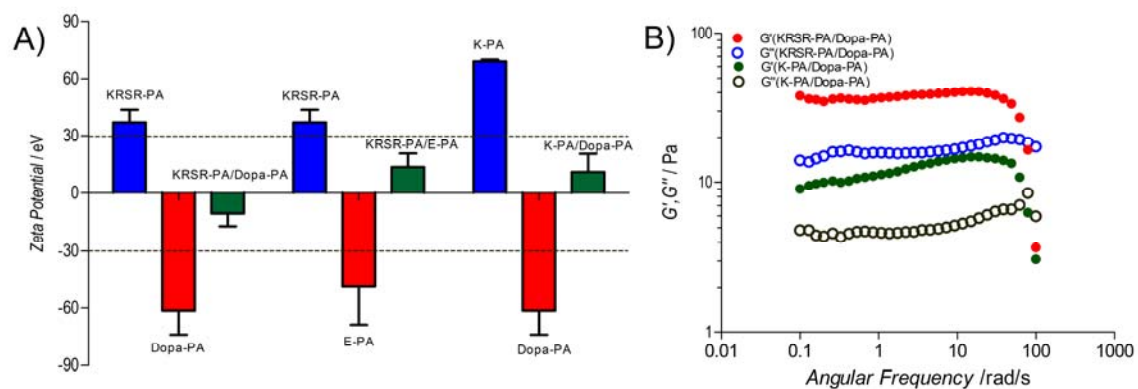 A)
Zeta Potential / eV
90
60
30
0
-30
-60
-90
KRSR-PA
KRSR-PA/Dopa-PA
Dopa-PA
KRSR-PA
KRSR-PA/E-PA
E-PA
K-PA
K-PA/Dopa-PA
Dopa-PA
B)
G'(KRSR-PA/Dopa-PA)
G''(KRSR-PA/Dopa-PA)
G'(K-PA/Dopa-PA)
G''(K-PA/Dopa-PA)
G',G'' / Pa
100
10
1
0.01 0.1 1 10 100 1000
Angular Frequency /rad/s